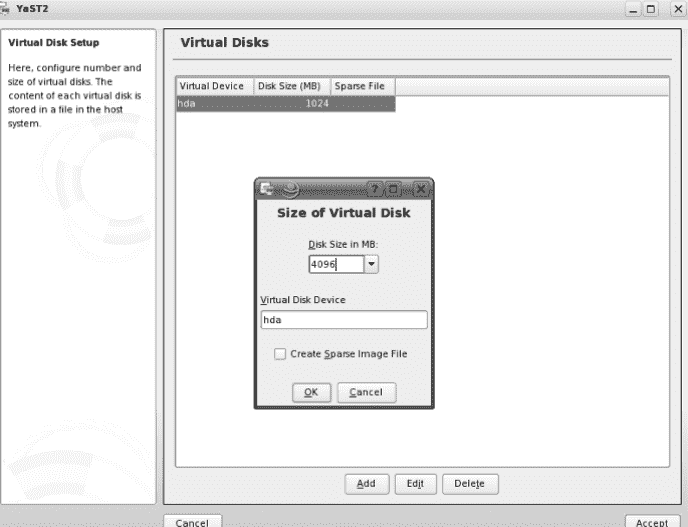 YaST2
Virtual Disk Setup
Here, configure number and
size of virtual disks. The
content of each virtual disk is
stored in a file in the host
system.
Virtual Disks
Virtual Device Disk Size (MB) Sparse File
hda 1024
Size of Virtual Disk
Disk Size in MB:
4096
Virtual Disk Device
hda
Create Sparse Image File
OK Cancel
Add Edit Delete
Cancel Accept